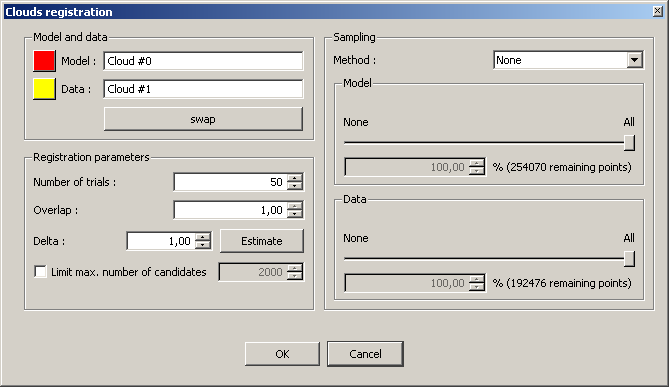 Clouds registration
Model and data
Model : Cloud #0
Data : Cloud #1
swap
Registration parameters
Number of trials : 50
Overlap : 1,00
Delta : 1,00 Estimate
Limit max. number of candidates 2000
Sampling
Method : None
Model
None All
100,00 % (254070 remaining points)
Data
None All
100,00 % (192476 remaining points)
OK Cancel